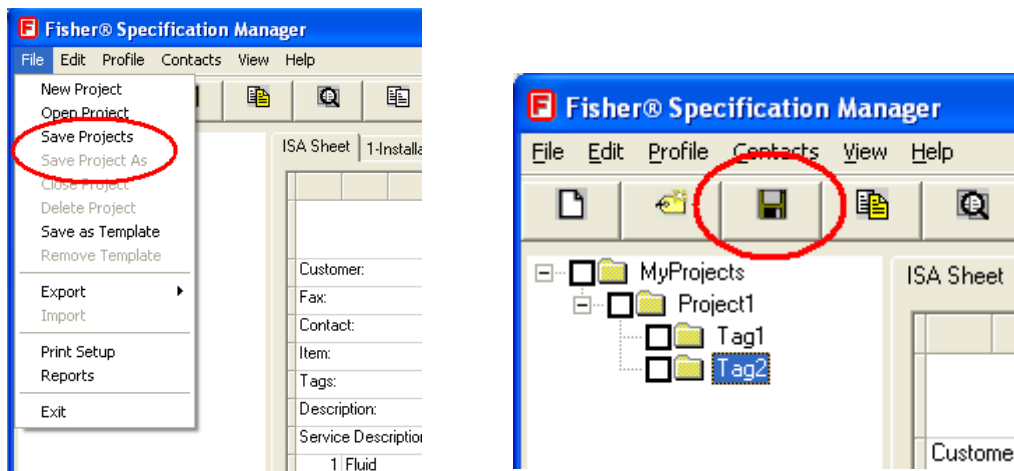 Fisher® Specification Manager
File Edit Profile Contacts View Help
New Project
Open Project
Save Projects
Save Project As
Close Project
Delete Project
Save as Template
Remove Template
Export
Import
Print Setup
Reports
Exit
ISA Sheet 1-Installa
Customer:
Fax:
Contact:
Item:
Tags:
Description:
Service Description
1 Fluid
Fisher® Specification Manager
File Edit Profile Contacts View Help
MyProjects
Project1
Tag1
Tag2
ISA Sheet
Custome